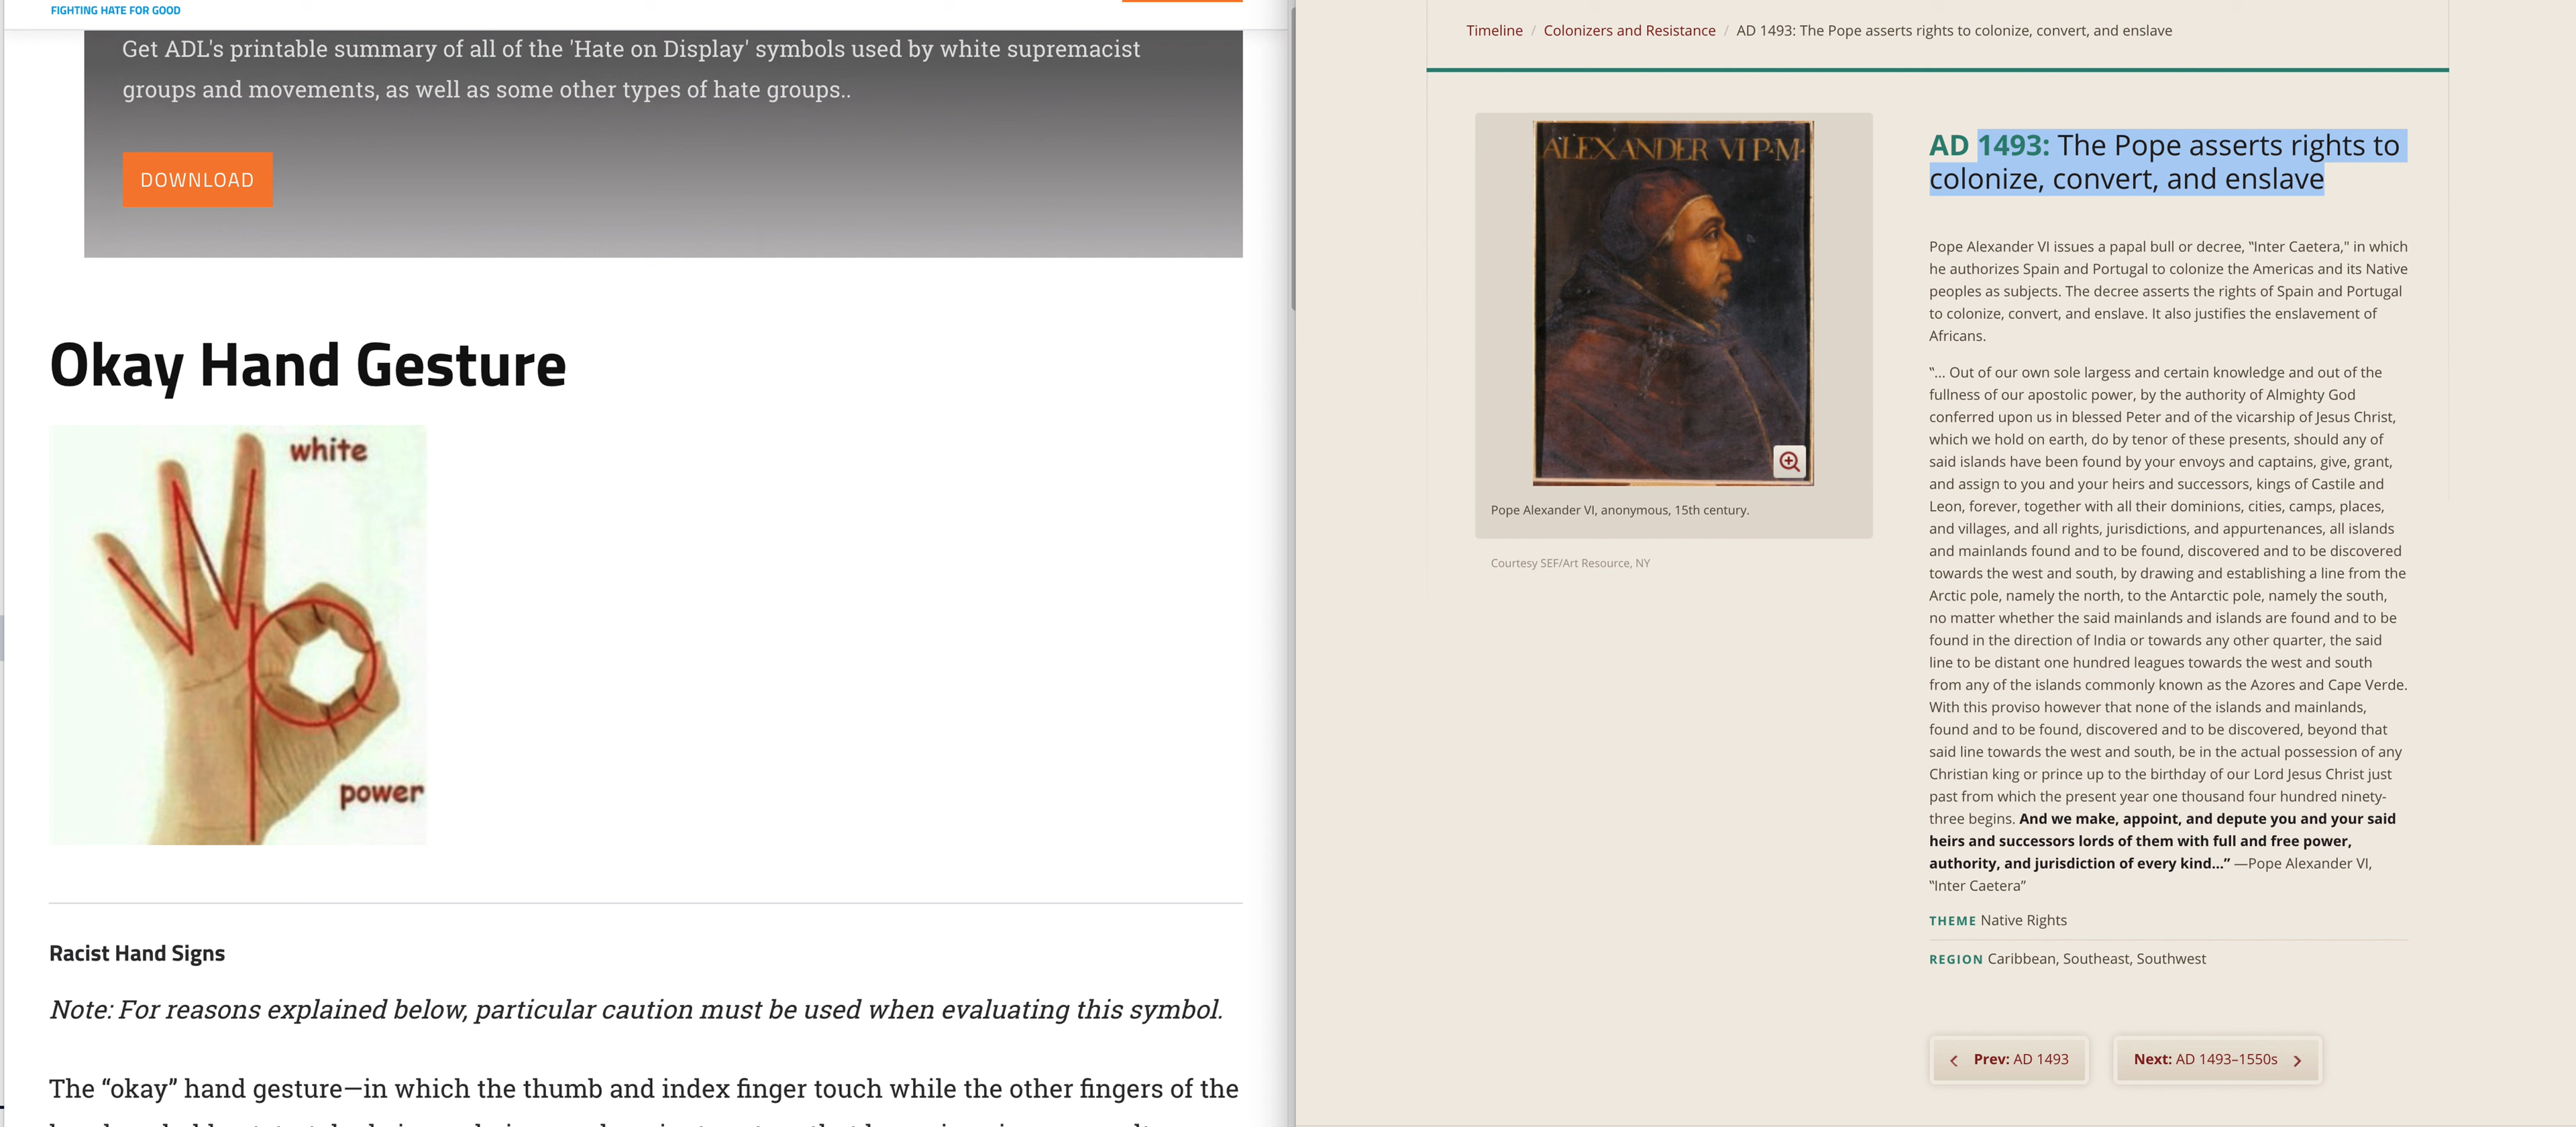 FIGHTING HATE FOR GOOD
Get ADL's printable summary of all of the 'Hate on Display' symbols used by white supremacist
groups and movements, as well as some other types of hate groups..
DOWNLOAD
Okay Hand Gesture
white
power
Racist Hand Signs
Note: For reasons explained below, particular caution must be used when evaluating this symbol.
The “okay” hand gesture—in which the thumb and index finger touch while the other fingers of the
Timeline / Colonizers and Resistance / AD 1493: The Pope asserts rights to colonize, convert, and enslave
ALEXANDER VI P·M·
Pope Alexander VI, anonymous, 15th century.
Courtesy SEF/Art Resource, NY
AD 1493: The Pope asserts rights to
colonize, convert, and enslave
Pope Alexander VI issues a papal bull or decree, "Inter Caetera," in which
he authorizes Spain and Portugal to colonize the Americas and its Native
peoples as subjects. The decree asserts the rights of Spain and Portugal
to colonize, convert, and enslave. It also justifies the enslavement of
Africans.
"... Out of our own sole largess and certain knowledge and out of the
fullness of our apostolic power, by the authority of Almighty God
conferred upon us in blessed Peter and of the vicarship of Jesus Christ,
which we hold on earth, do by tenor of these presents, should any of
said islands have been found by your envoys and captains, give, grant,
and assign to you and your heirs and successors, kings of Castile and
Leon, forever, together with all their dominions, cities, camps, places,
and villages, and all rights, jurisdictions, and appurtenances, all islands
and mainlands found and to be found, discovered and to be discovered
towards the west and south, by drawing and establishing a line from the
Arctic pole, namely the north, to the Antarctic pole, namely the south,
no matter whether the said mainlands and islands are found and to be
found in the direction of India or towards any other quarter, the said
line to be distant one hundred leagues towards the west and south
from any of the islands commonly known as the Azores and Cape Verde.
With this proviso however that none of the islands and mainlands,
found and to be found, discovered and to be discovered, beyond that
said line towards the west and south, be in the actual possession of any
Christian king or prince up to the birthday of our Lord Jesus Christ just
past from which the present year one thousand four hundred ninety-
three begins. And we make, appoint, and depute you and your said
heirs and successors lords of them with full and free power,
authority, and jurisdiction of every kind..." —Pope Alexander VI,
"Inter Caetera"
THEME Native Rights
REGION Caribbean, Southeast, Southwest
Prev: AD 1493
Next: AD 1493–1550s